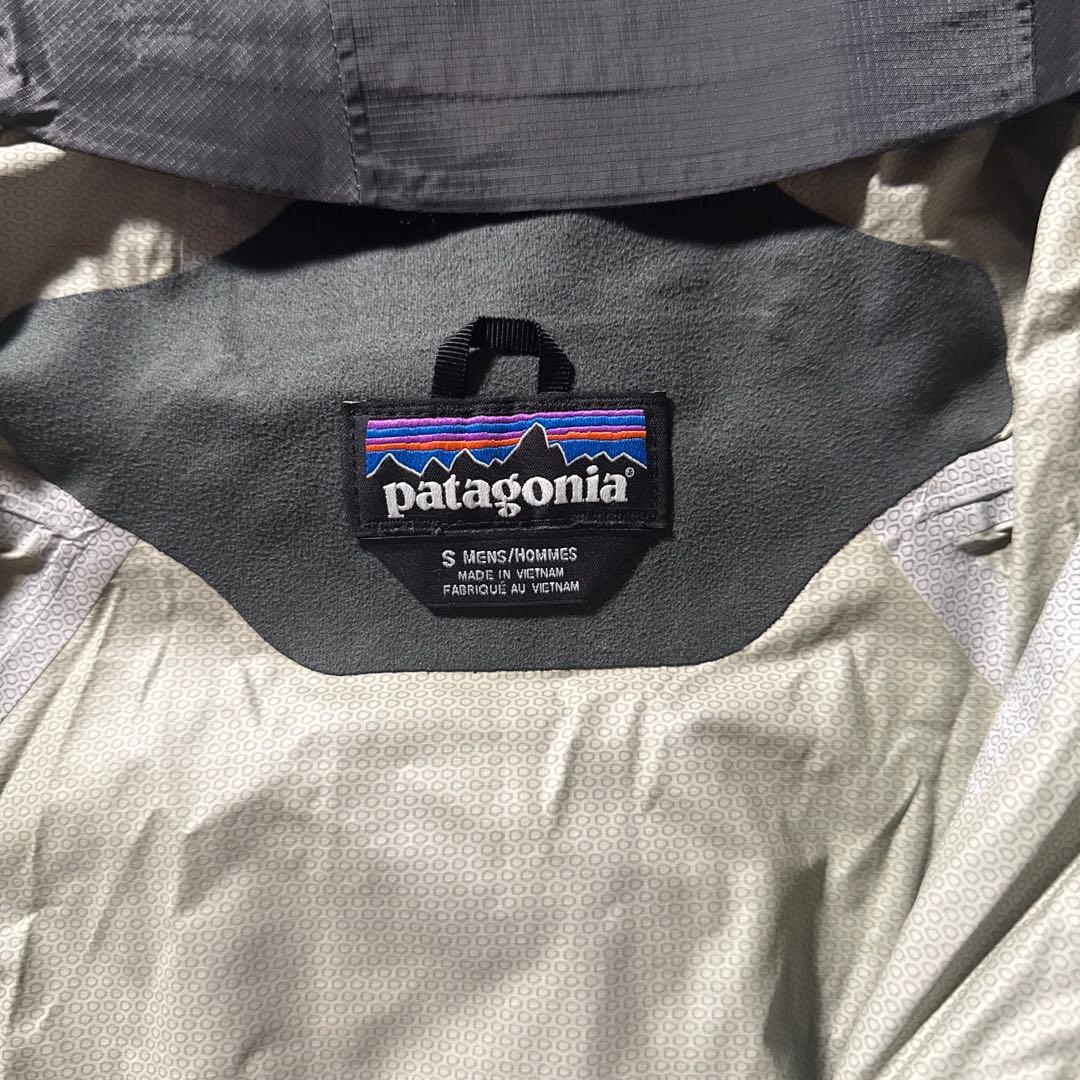 patagonia®
S MENS/HOMMES
MADE IN VIETNAM
FABRIQUÉ AU VIETNAM